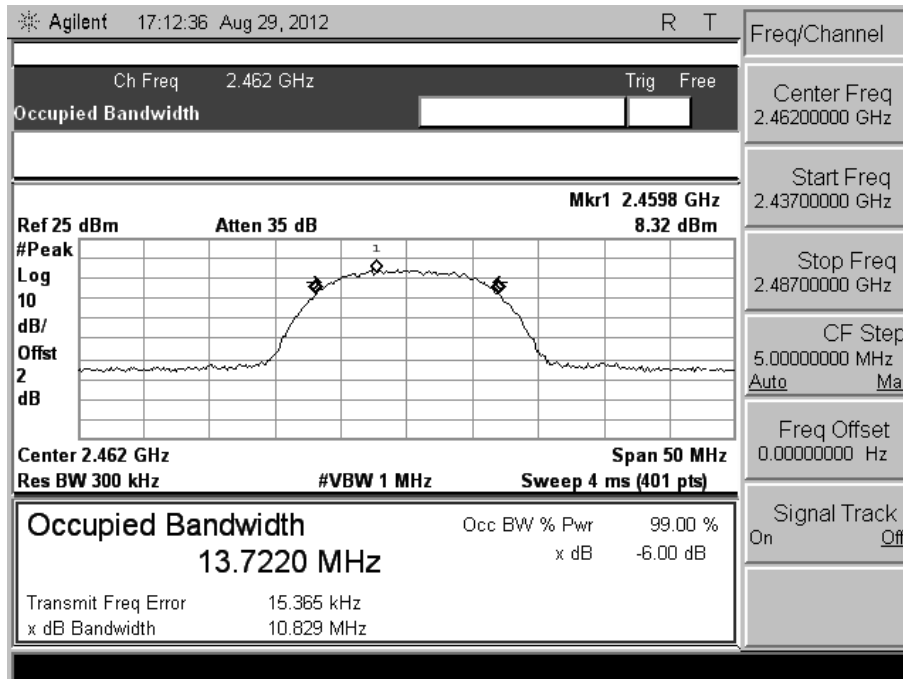 Agilent 17:12:36 Aug 29, 2012 R T
Ch Freq 2.462 GHz Trig Free
Occupied Bandwidth
Mkr1 2.4598 GHz
Ref 25 dBm Atten 35 dB 8.32 dBm
#Peak
Log
10
dB/
Offst
2
dB
1
Center 2.462 GHz Span 50 MHz
Res BW 300 kHz #VBW 1 MHz Sweep 4 ms (401 pts)
Occupied Bandwidth Occ BW % Pwr 99.00 %
13.7220 MHz x dB -6.00 dB
Transmit Freq Error 15.365 kHz
x dB Bandwidth 10.829 MHz
Freq/Channel
Center Freq
2.46200000 GHz
Start Freq
2.43700000 GHz
Stop Freq
2.48700000 GHz
CF Step
5.00000000 MHz
Auto Ma
Freq Offset
0.00000000 Hz
Signal Track
On Off